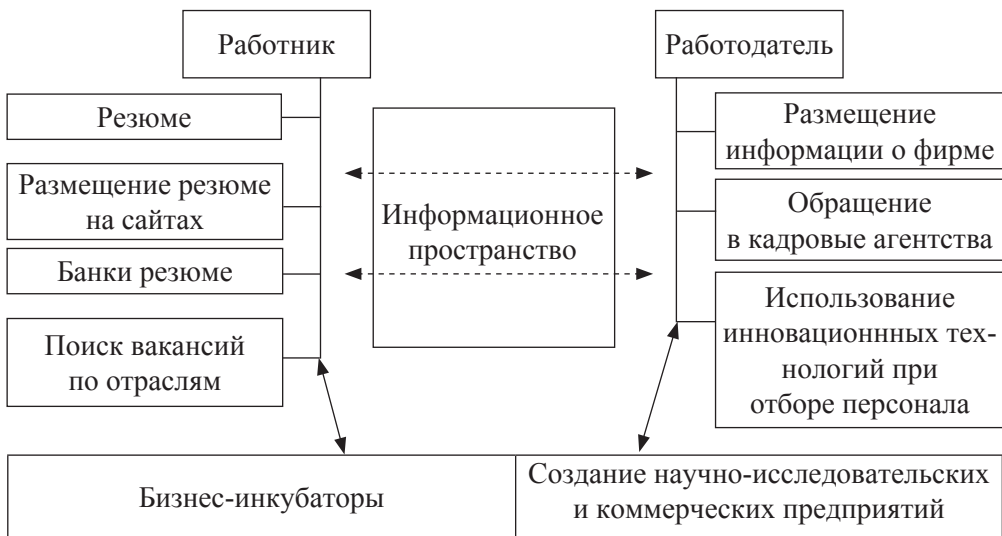 Работник
Работодатель
Резюме
Размещение резюме
на сайтах
Банки резюме
Поиск вакансий
по отраслям
Информационное
пространство
Размещение
информации о фирме
Обращение
в кадровые агентства
Использование
инновационнных тех-
нологий при
отборе персонала
Бизнес-инкубаторы
Создание научно-исследовательских
и коммерческих предприятий